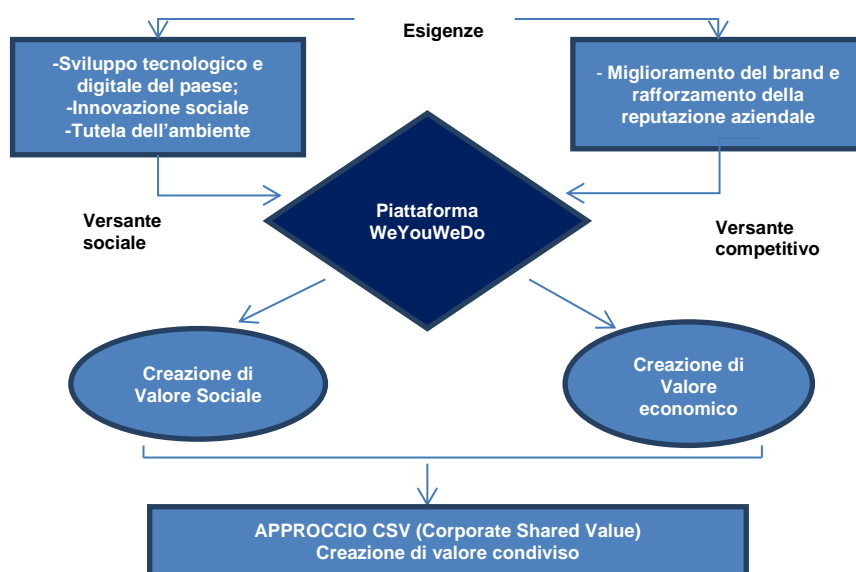 Esigenze
-Sviluppo tecnologico e
digitale del paese;
-Innovazione sociale
-Tutela dell'ambiente
- Miglioramento del brand e
rafforzamento della
reputazione aziendale
Piattaforma
WeYouWeDo
Versante
sociale
Versante
competitivo
Creazione di
Valore Sociale
Creazione di
Valore
economico
APPROCCIO CSV (Corporate Shared Value)
Creazione di valore condiviso